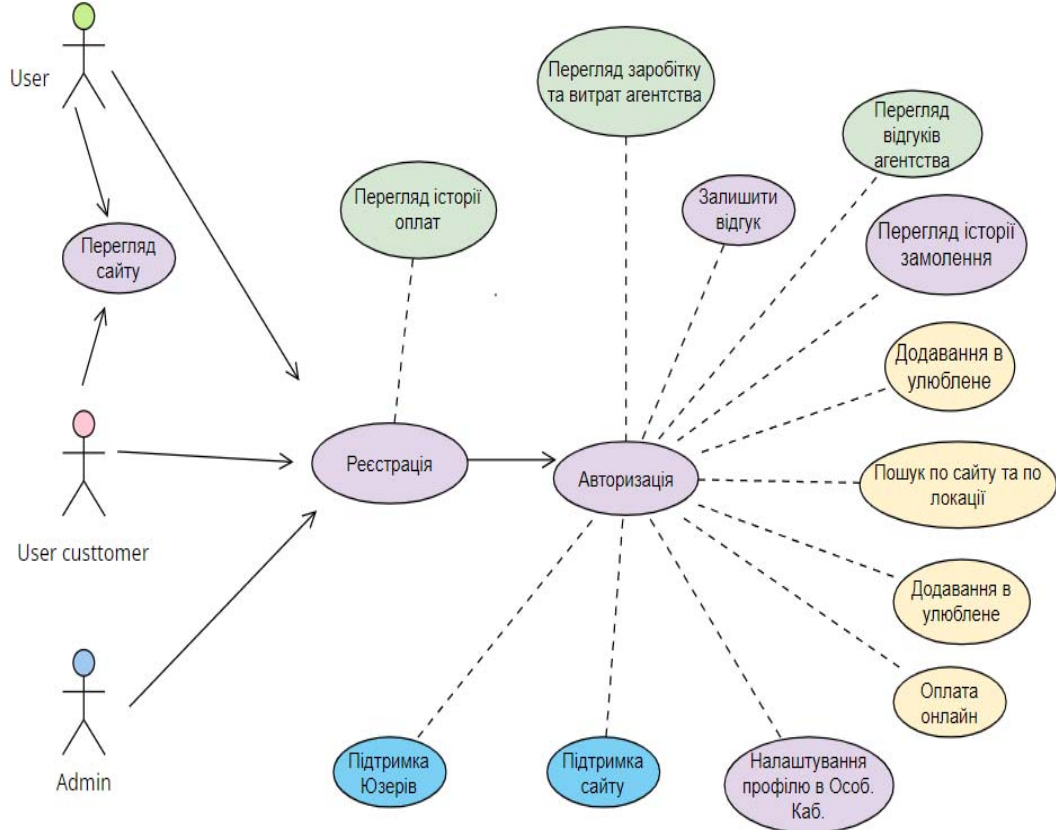 User
Перегляд заробітку
та витрат агентства
Перегляд
відгуків
агентства
Перегляд історії
оплат
Залишити
відгук
Перегляд
сайту
Перегляд історії
замолення
Додавання в
улюблене
User custtomer
Реєстрація
Авторизація
Пошук по сайту та по
локації
Додавання в
улюблене
Оплата
онлайн
Admin
Підтримка
Юзерів
Підтримка
сайту
Налаштування
профілю в Особ.
Каб.